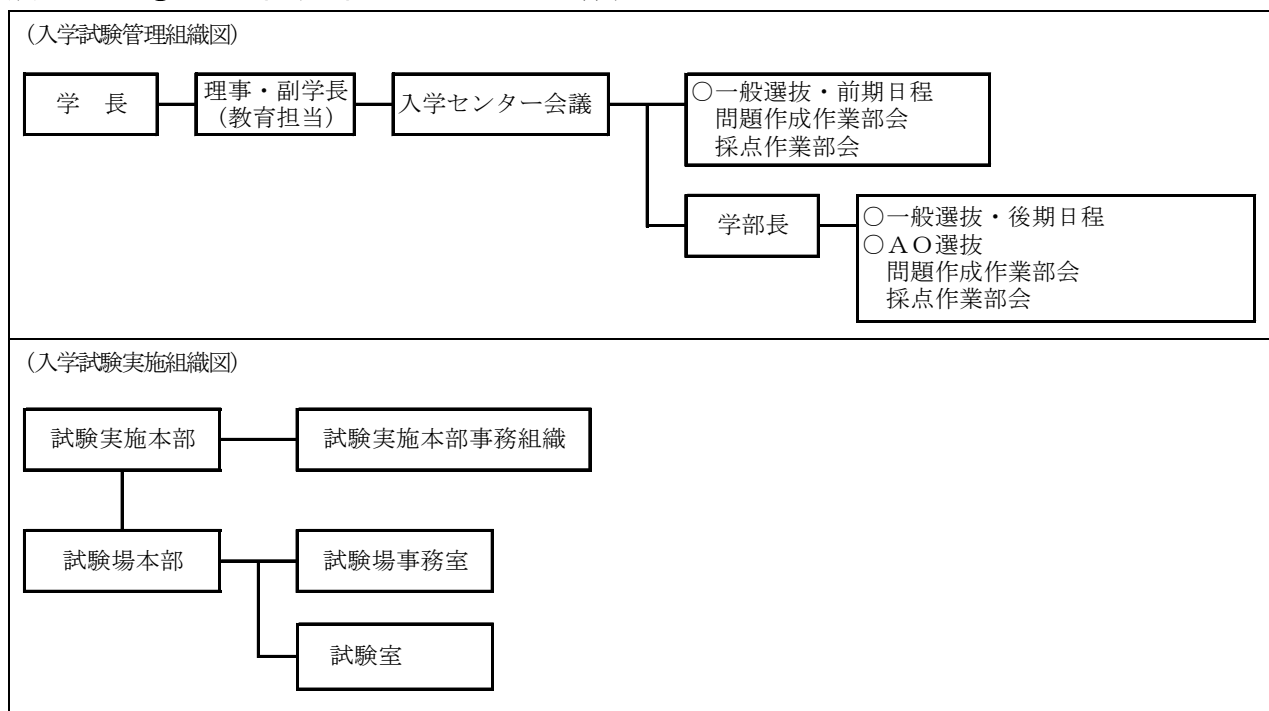 （入学試験管理組織図）
学　長
理事・副学長
（教育担当）
入学センター会議
○一般選抜・前期日程
問題作成作業部会
採点作業部会
学部長
○一般選抜・後期日程
○ＡＯ選抜
問題作成作業部会
採点作業部会
（入学試験実施組織図）
試験実施本部
試験実施本部事務組織
試験場本部
試験場事務室
試験室